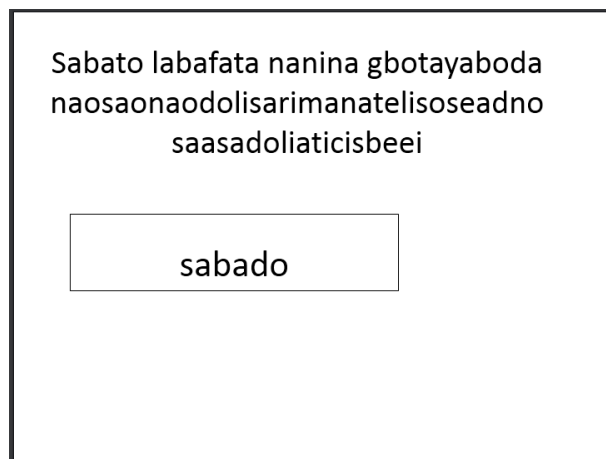 Sabato labafata nanina gbotayaboda
naosaonaodolisarimanatelisoseadno
saasadoliaticisbeei
sabado